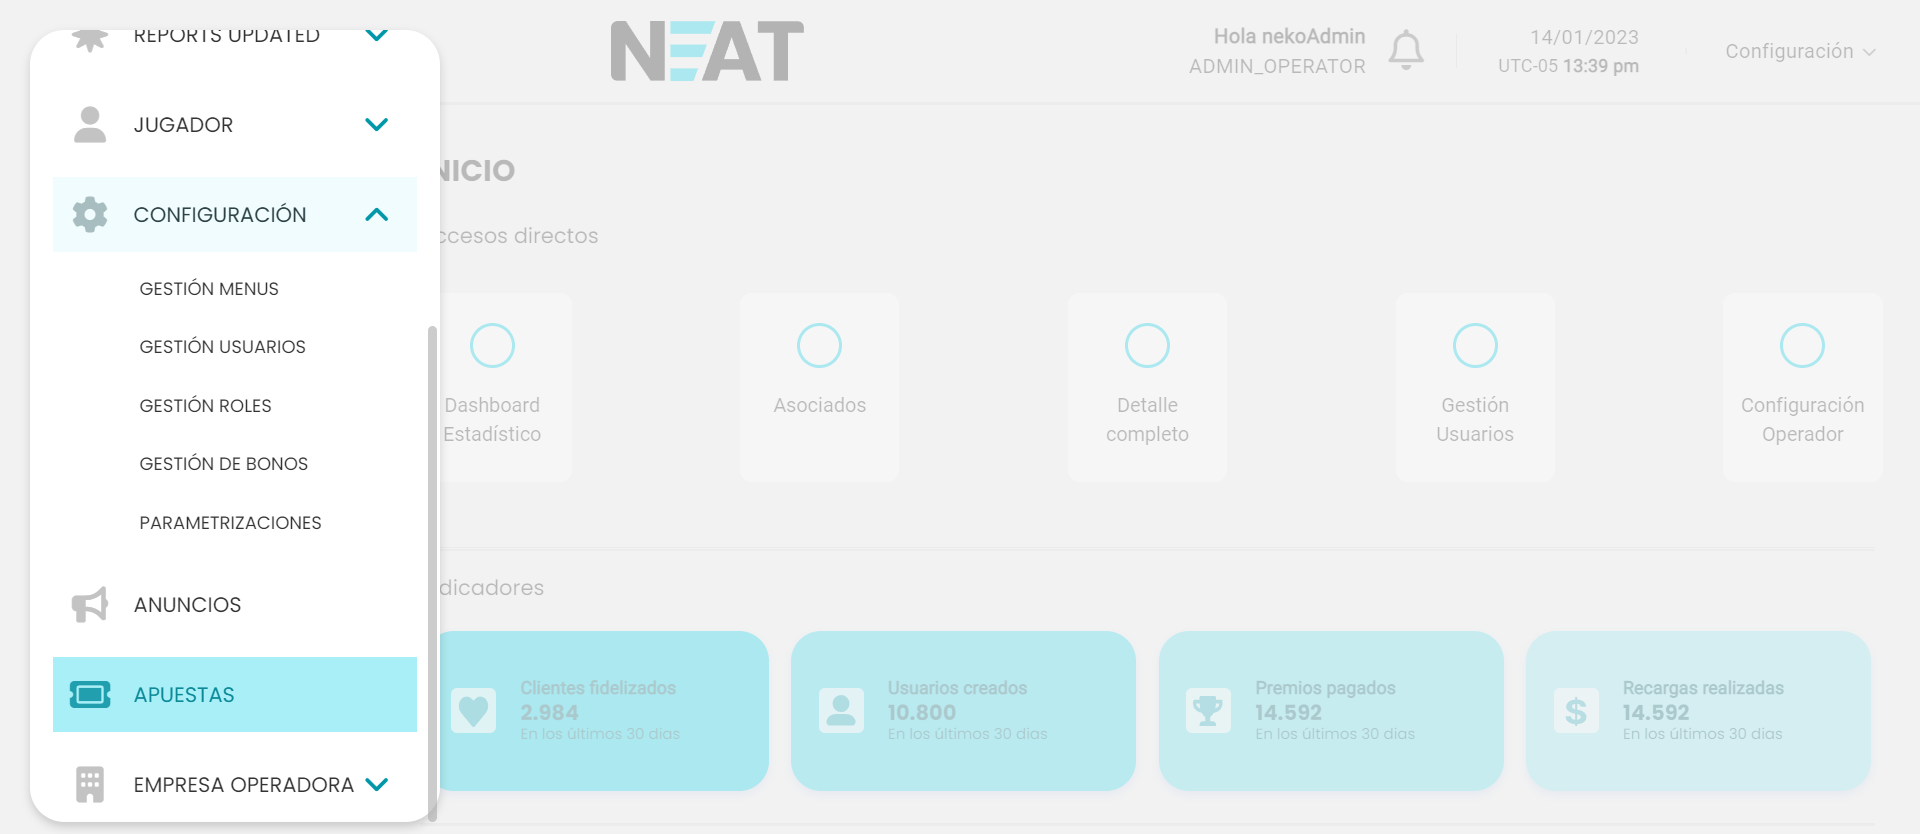 REPORTS UPDATED
JUGADOR
CONFIGURACIÓN
GESTIÓN MENUS
GESTIÓN USUARIOS
GESTIÓN ROLES
GESTIÓN DE BONOS
PARAMETRIZACIONES
ANUNCIOS
APUESTAS
EMPRESA OPERADORA
NEAT
Hola nekoAdmin
ADMIN_OPERATOR
14/01/2023
UTC-05 13:39 pm
Configuración
NICIO
ccesos directos
Dashboard
Estadístico
Asociados
Detalle
completo
Gestión
Usuarios
Configuración
Operador
dicadores
Clientes fidelizados
2.984
En los últimos 30 dias
Usuarios creados
10.800
En los últimos 30 dias
Premios pagados
14.592
En los últimos 30 dias
$
Recargas realizadas
14.592
En los últimos 30 dias